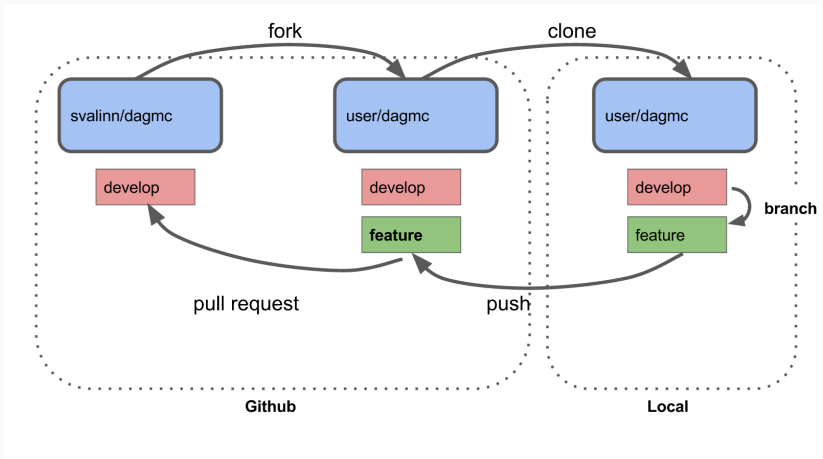 fork
clone
svalinn/dagmc
user/dagmc
user/dagmc
develop
develop
develop
branch
feature
feature
pull request
push
Github
Local